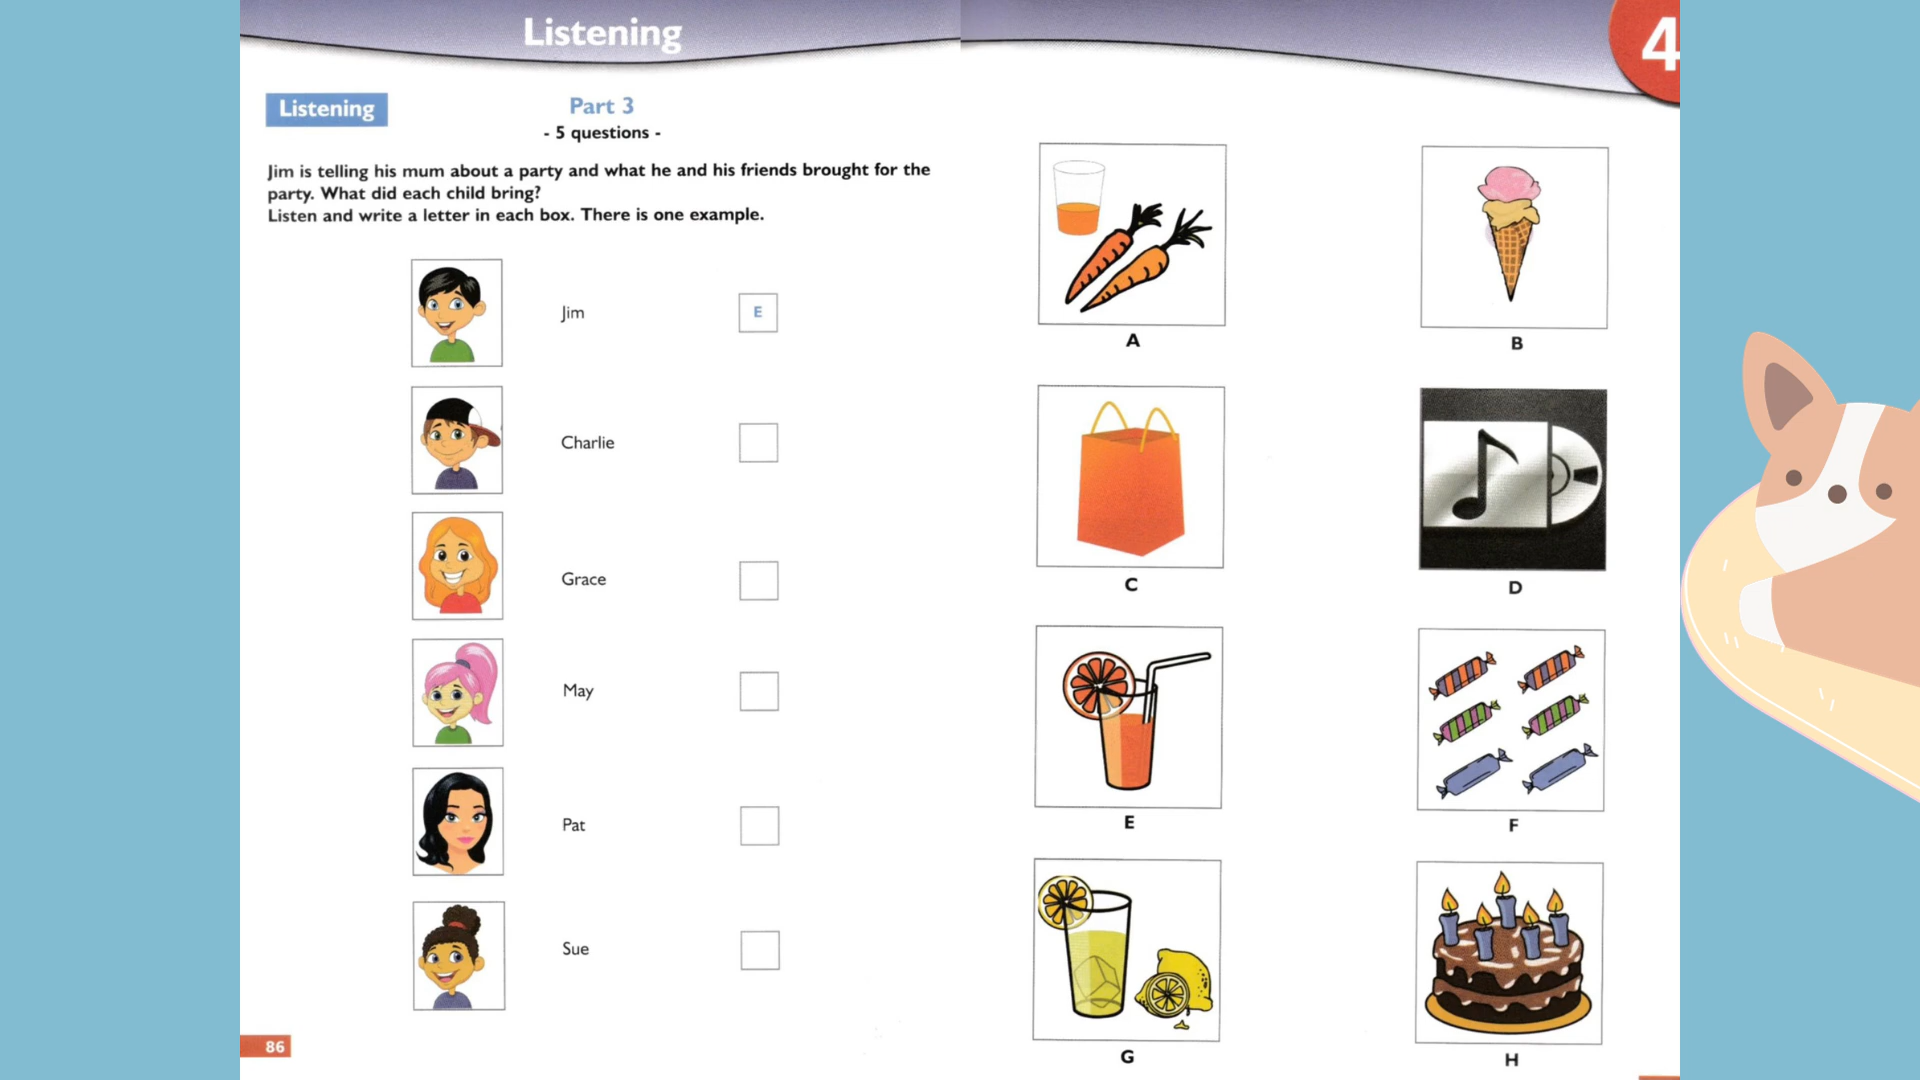 Listening
4
Listening
Part 3
- 5 questions -
Jim is telling his mum about a party and what he and his friends brought for the
party. What did each child bring?
Listen and write a letter in each box. There is one example.
Jim
E
Charlie
Grace
May
Pat
Sue
86
A
B
C
D
E
F
G
H